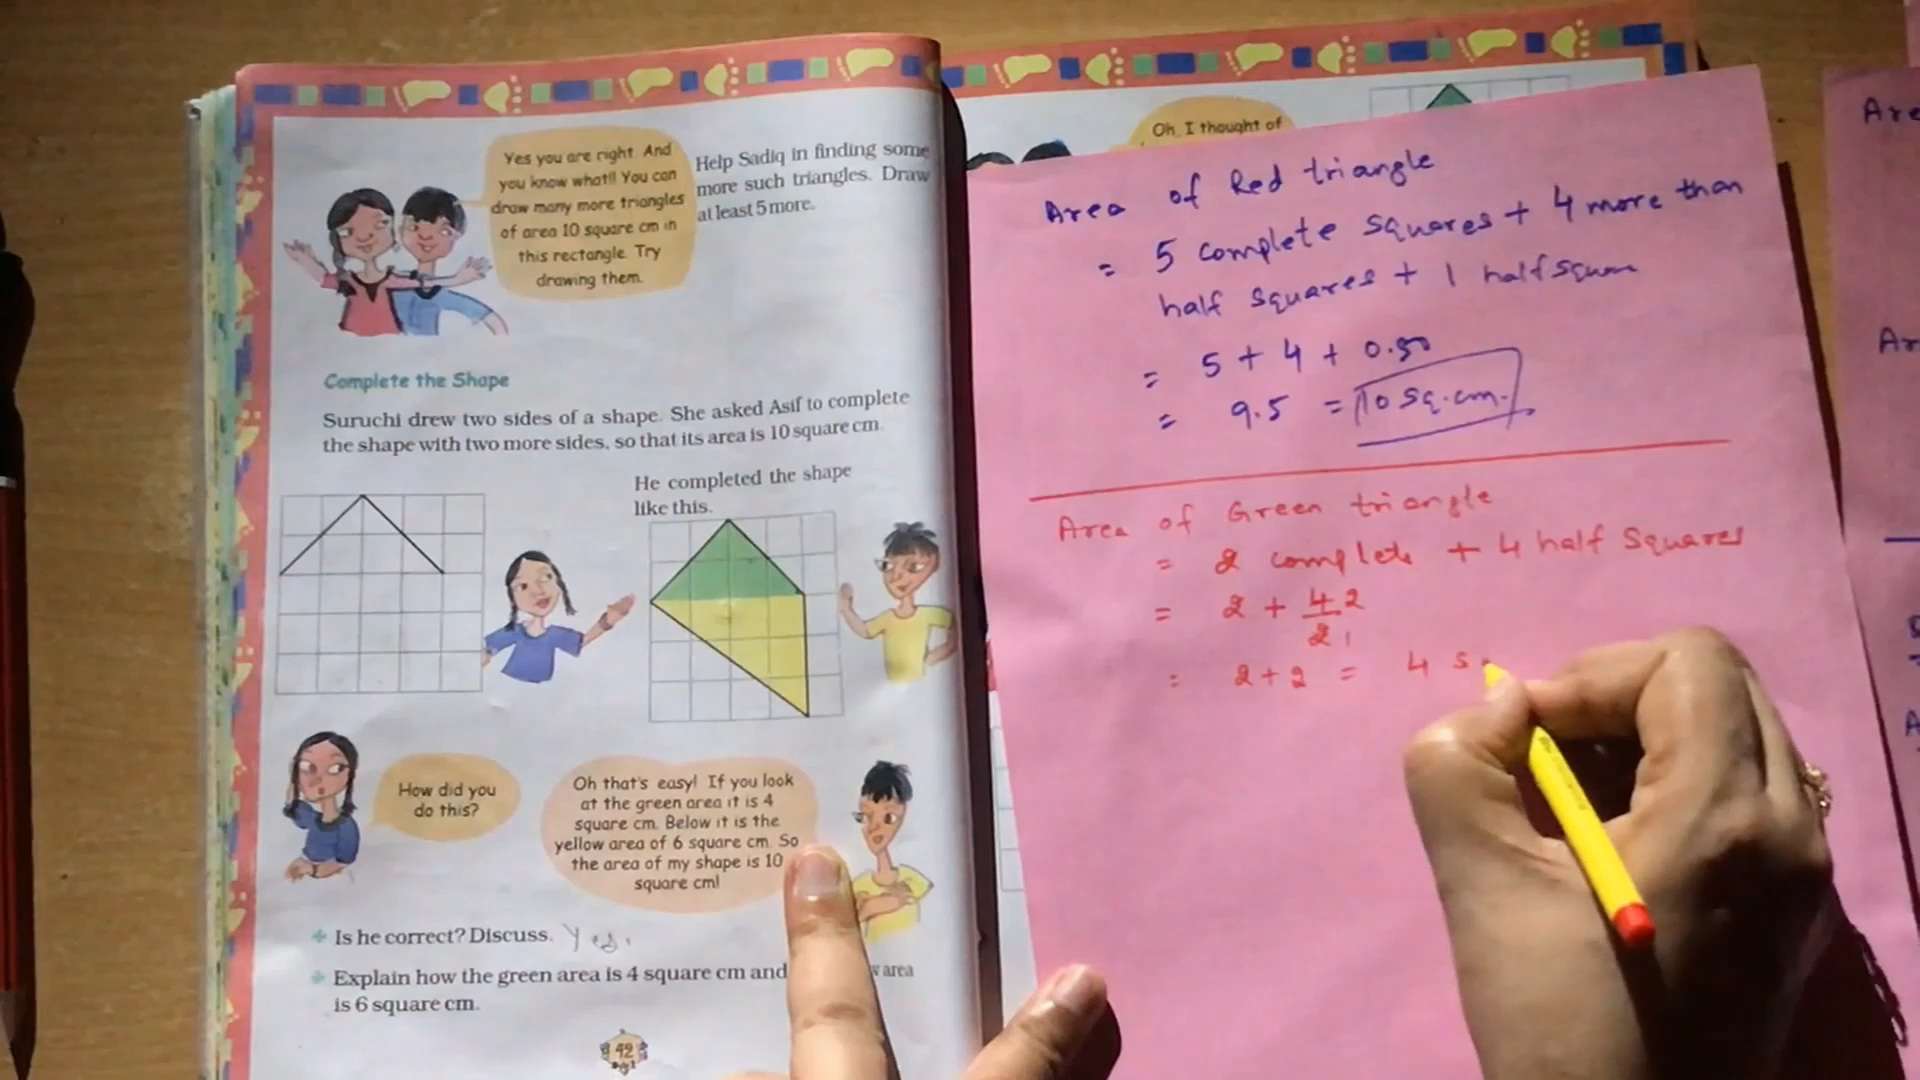 Yes you are right. And
you know what!! You can
draw many more triangles
of area 10 square cm in
this rectangle. Try
drawing them.
Help Sadiq in finding some
more such triangles. Draw
at least 5 more.
Complete the Shape
Suruchi drew two sides of a shape. She asked Asif to complete
the shape with two more sides, so that its area is 10 square cm.
He completed the shape
like this.
How did you
do this?
Oh that's easy! If you look
at the green area it is 4
square cm. Below it is the
yellow area of 6 square cm. So
the area of my shape is 10
square cm!
Is he correct? Discuss. Yes.
Explain how the green area is 4 square cm and area
is 6 square cm.
42
Oh, I thought of
Area of Red triangle
= 5 complete squares + 4 more than
half squares + 1 half square
= 5 + 4 + 0.50
= 9.5 = 10 sq.cm.
Area of Green triangle
= 2 complete + 4 half Squares
= 2 + 4/2 2 1
= 2+2 = 4 s
Are
Ar